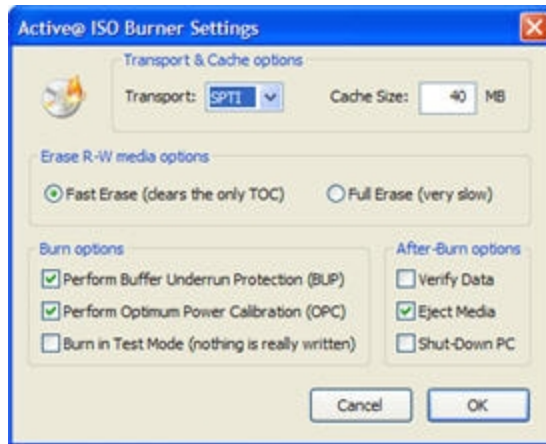 Active@ ISO Burner Settings
Transport & Cache options
Transport: SPTI Cache Size: 40 MB
Erase R-W media options
Fast Erase (clears the only TOC) Full Erase (very slow)
Burn options
Perform Buffer Underrun Protection (BUP)
Perform Optimum Power Calibration (OPC)
Burn in Test Mode (nothing is really written)
After-Burn options
Verify Data
Eject Media
Shut-Down PC
Cancel OK